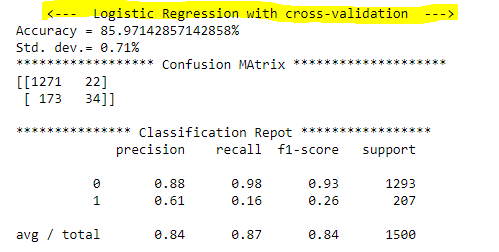 <---  Logistic Regression with cross-validation  --->
Accuracy = 85.97142857142858%
Std. dev.= 0.71%
****************** Confusion MAtrix ********************
[[1271   22]
 [ 173   34]]
*************** Classification Repot *****************
             precision    recall  f1-score   support
          0       0.88      0.98      0.93      1293
          1       0.61      0.16      0.26       207
avg / total       0.84      0.87      0.84      1500